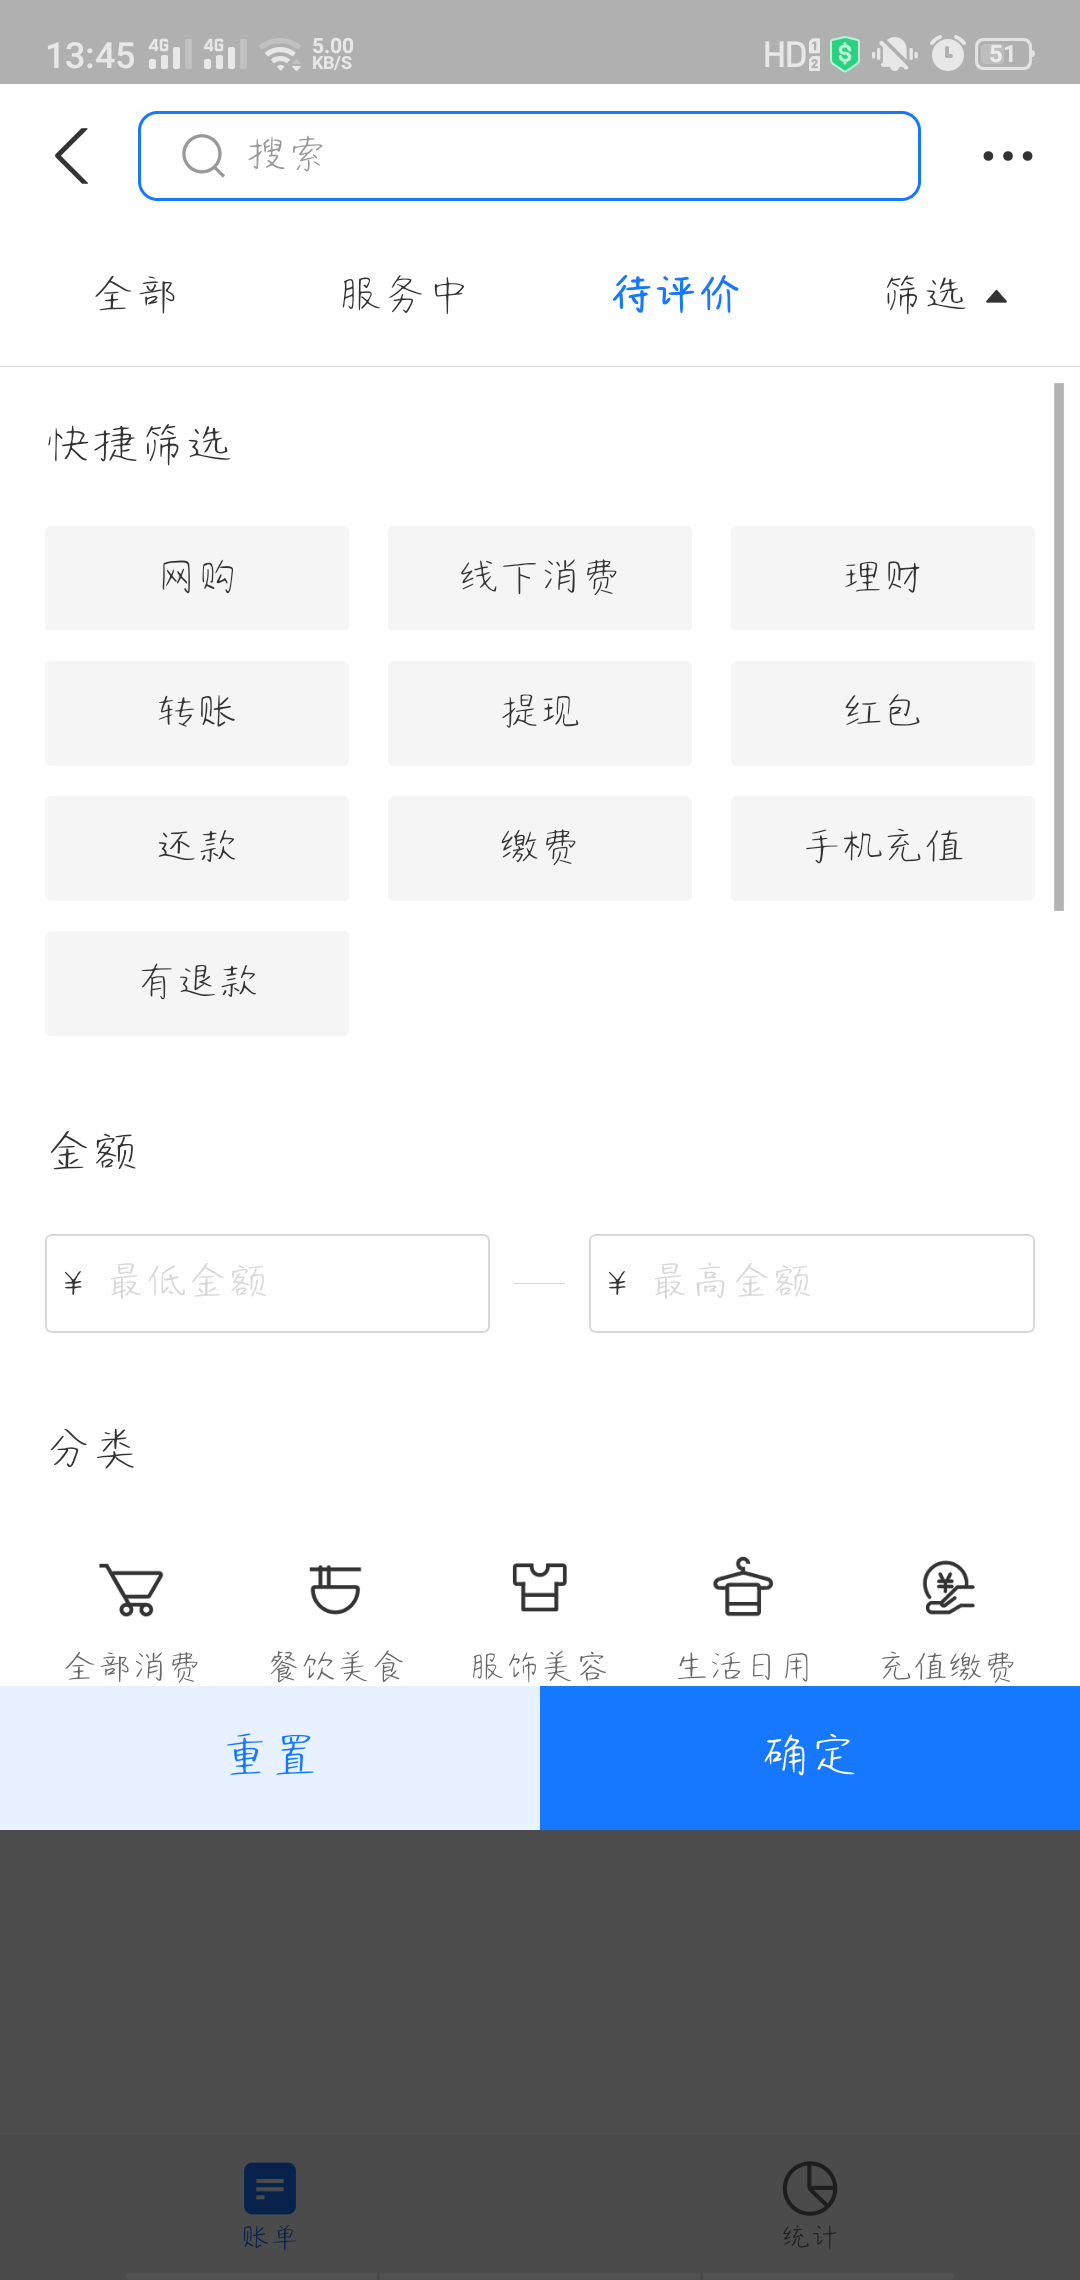 13:45 4G 4G 5.00 KB/S HD 1 2 51
搜索
全部 服务中 待评价 筛选
快捷筛选
网购 线下消费 理财
转账 提现 红包
还款 缴费 手机充值
有退款
金额
¥ 最低金额 ¥ 最高金额
分类
全部消费 餐饮美食 服饰美容 生活日用 充值缴费
重置 确定
账单 统计